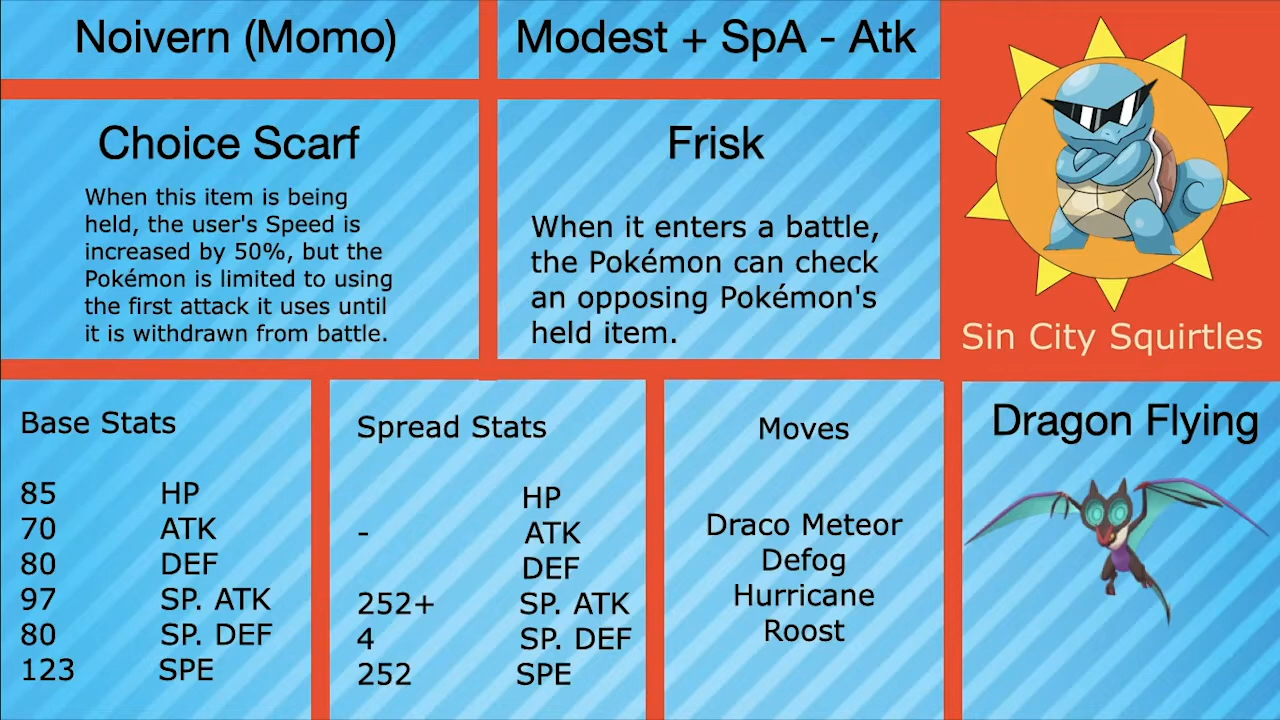 Noivern (Momo)
Modest + SpA - Atk
Choice Scarf
When this item is being
held, the user's Speed is
increased by 50%, but the
Pokémon is limited to using
the first attack it uses until
it is withdrawn from battle.
Frisk
When it enters a battle,
the Pokémon can check
an opposing Pokémon's
held item.
Sin City Squirtles
Base Stats
85 HP
70 ATK
80 DEF
97 SP. ATK
80 SP. DEF
123 SPE
Spread Stats
HP
- ATK
DEF
252+ SP. ATK
4 SP. DEF
252 SPE
Moves
Draco Meteor
Defog
Hurricane
Roost
Dragon Flying